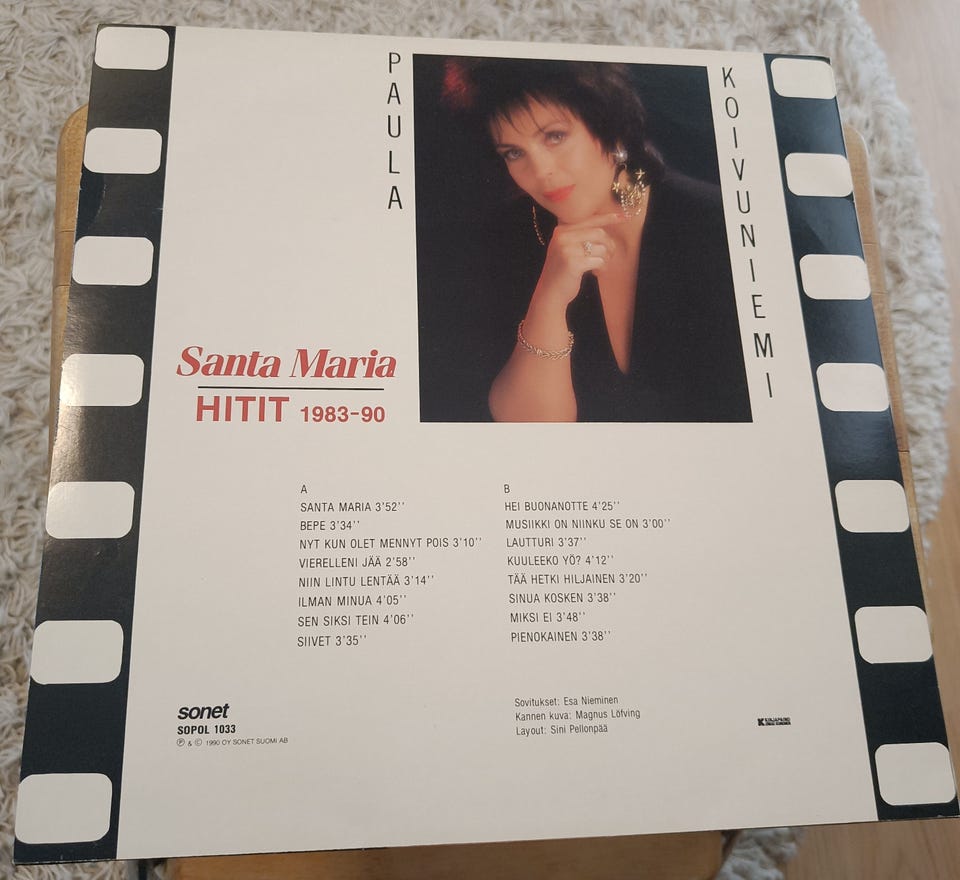 PAULA
KOIVUNIEMI
Santa Maria
HITIT 1983-90
A
SANTA MARIA 3'52''
BEPE 3'34''
NYT KUN OLET MENNYT POIS 3'10''
VIERELLENI JÄÄ 2'58''
NIIN LINTU LENTÄÄ 3'14''
ILMAN MINUA 4'05''
SEN SIKSI TEIN 4'06''
SIIVET 3'35''
B
HEI BUONANOTTE 4'25''
MUSIIKKI ON NIINKU SE ON 3'00''
LAUTTURI 3'37''
KUULEEKO YÖ? 4'12''
TÄÄ HETKI HILJAINEN 3'20''
SINUA KOSKEN 3'38''
MIKSI EI 3'48''
PIENOKAINEN 3'38''
sonet
SOPOL 1033
℗ & © 1990 OY SONET SUOMI AB
Sovitukset: Esa Nieminen
Kannen kuva: Magnus Löfving
Layout: Sini Pellonpää
KIRJAPAINO